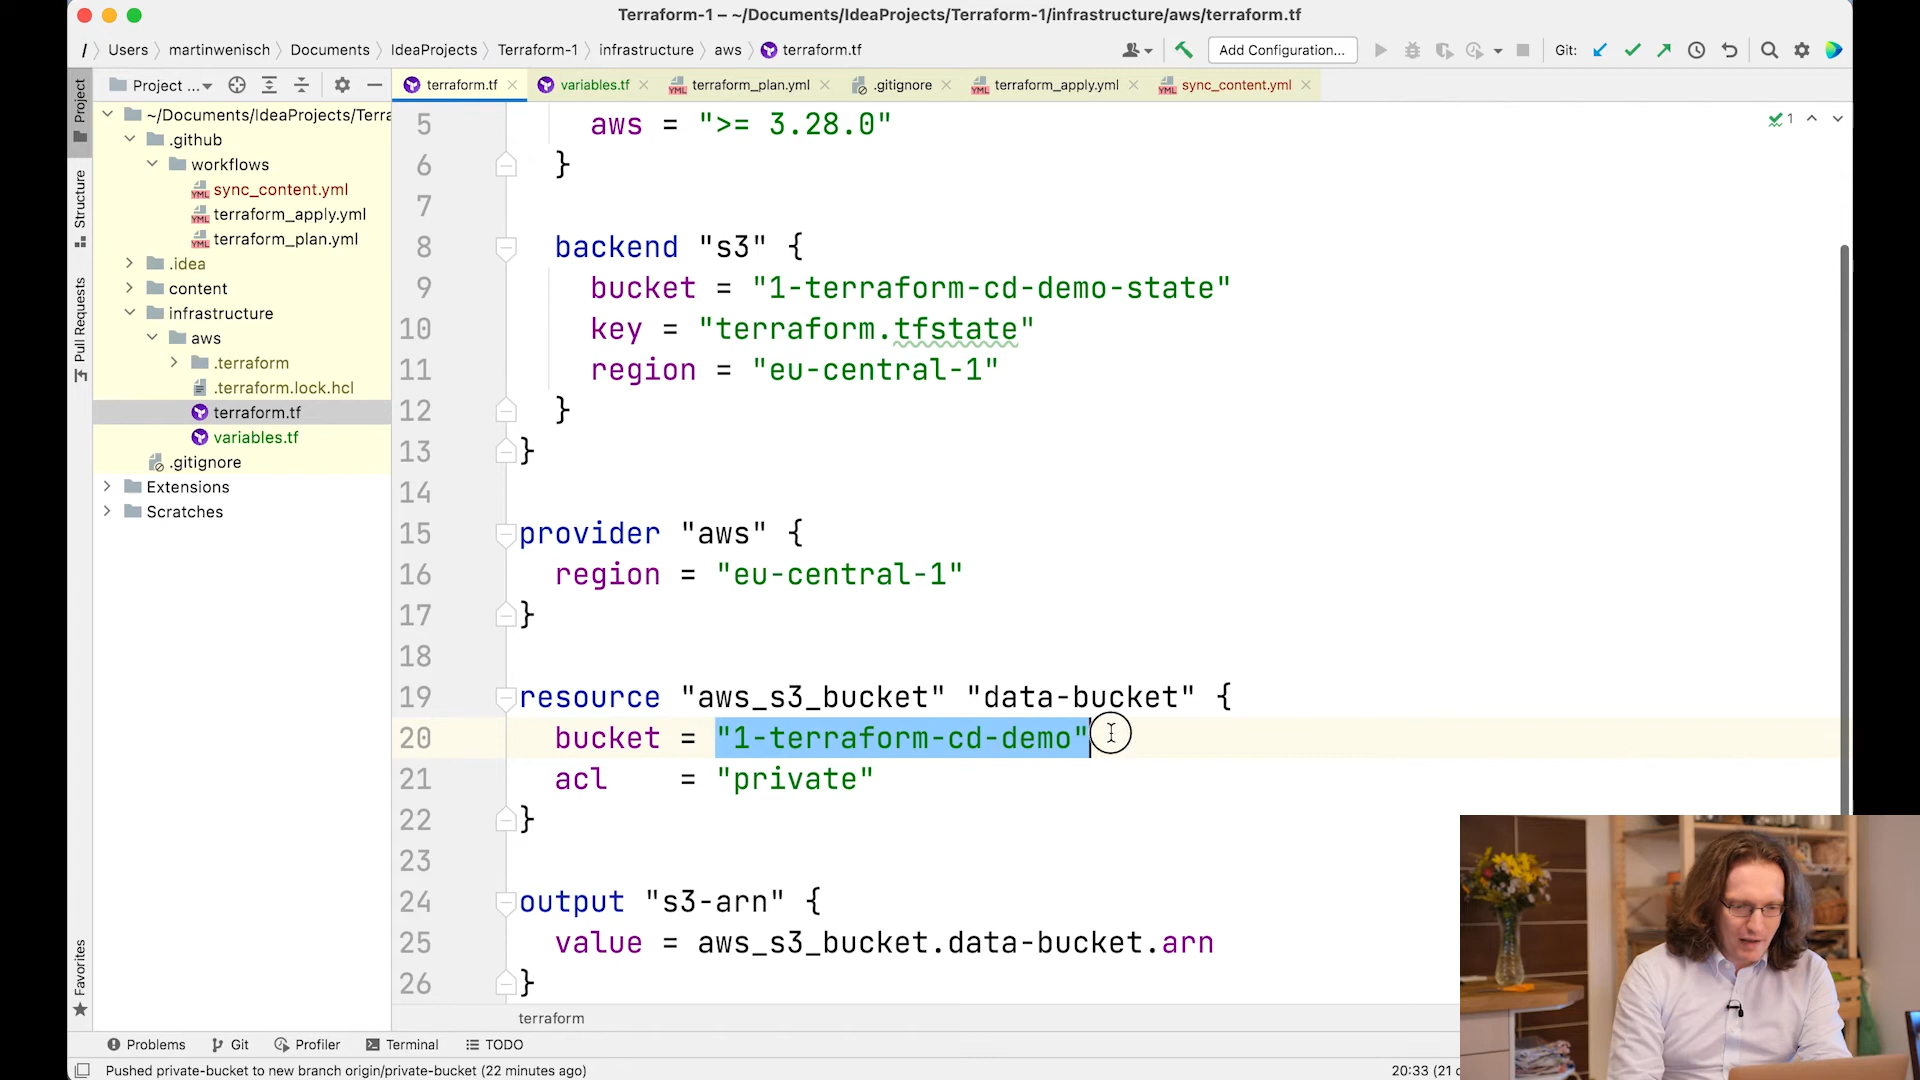 Terraform-1 – ~/Documents/IdeaProjects/Terraform-1/infrastructure/aws/terraform.tf
/ Users martinwenisch Documents IdeaProjects Terraform-1 infrastructure aws terraform.tf
Add Configuration...
Git:
Project ...
terraform.tf
variables.tf
terraform_plan.yml
.gitignore
terraform_apply.yml
sync_content.yml
Project
Structure
Pull Requests
Favorites
~/Documents/IdeaProjects/Terra
.github
workflows
YML sync_content.yml
YML terraform_apply.yml
YML terraform_plan.yml
.idea
content
infrastructure
aws
.terraform
.terraform.lock.hcl
terraform.tf
variables.tf
.gitignore
Extensions
Scratches
1
5 aws = ">= 3.28.0"
6 }
7
8 backend "s3" {
9 bucket = "1-terraform-cd-demo-state"
10 key = "terraform.tfstate"
11 region = "eu-central-1"
12 }
13 }
14
15 provider "aws" {
16 region = "eu-central-1"
17 }
18
19 resource "aws_s3_bucket" "data-bucket" {
20 bucket = "1-terraform-cd-demo"
21 acl = "private"
22 }
23
24 output "s3-arn" {
25 value = aws_s3_bucket.data-bucket.arn
26 }
terraform
Problems
Git
Profiler
Terminal
TODO
Pushed private-bucket to new branch origin/private-bucket (22 minutes ago)
20:33 (21 c